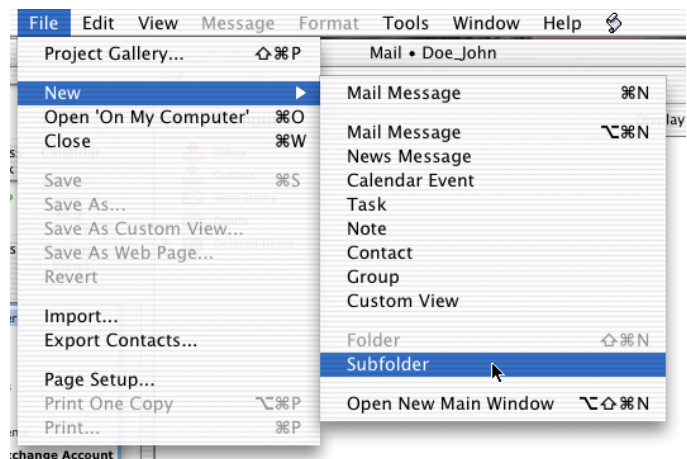 File Edit View Message Format Tools Window Help
Mail • Doe_John
Project Gallery... ⇧⌘P
New ▶
Open 'On My Computer' ⌘O
Close ⌘W
Save ⌘S
Save As...
Save As Custom View...
Save As Web Page...
Revert
Import...
Export Contacts...
Page Setup...
Print One Copy ⌥⌘P
Print... ⌘P
Mail Message ⌘N
Mail Message ⌥⌘N
News Message
Calendar Event
Task
Note
Contact
Group
Custom View
Folder ⇧⌘N
Subfolder
Open New Main Window ⌥⇧⌘N
change Account